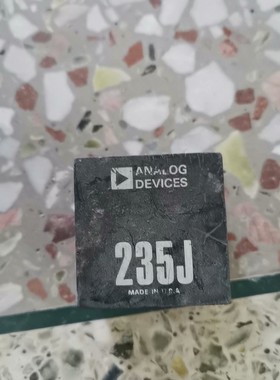 ANALOG
DEVICES
235J
MADE IN U.S.A